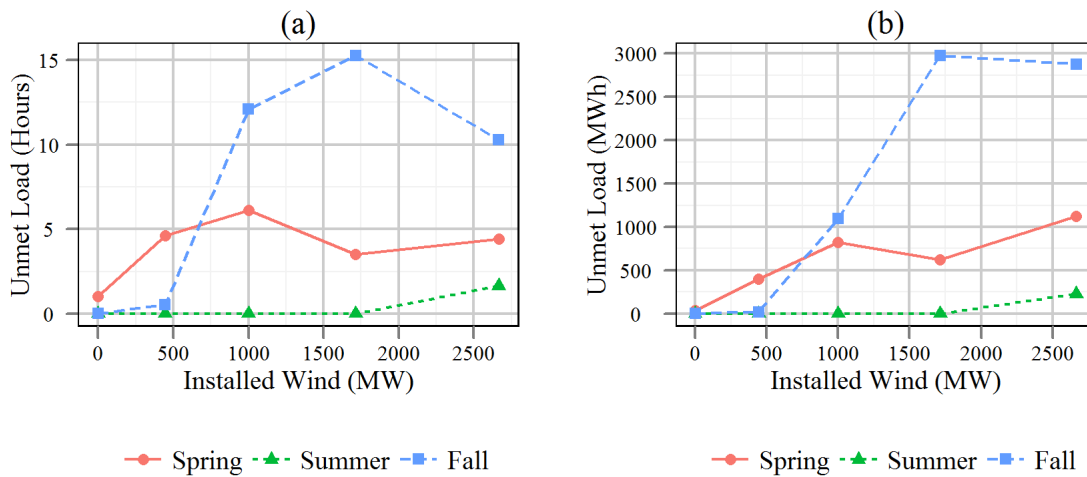 (a)
Unmet Load (Hours)
15
10
5
0
0 500 1000 1500 2000 2500
Installed Wind (MW)
Spring Summer Fall
(b)
Unmet Load (MWh)
3000
2500
2000
1500
1000
500
0
0 500 1000 1500 2000 2500
Installed Wind (MW)
Spring Summer Fall